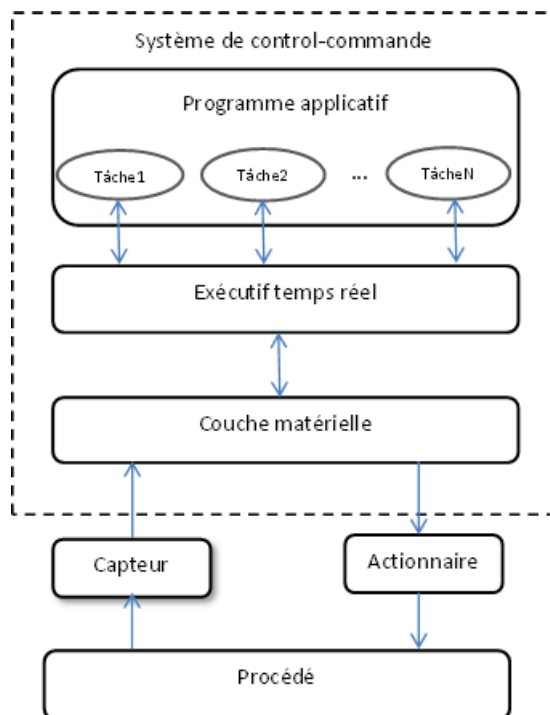 Système de control-commande
Programme applicatif
Tâche1 Tâche2 ... TâcheN
Exécutif temps réel
Couche matérielle
Capteur Actionnaire
Procédé